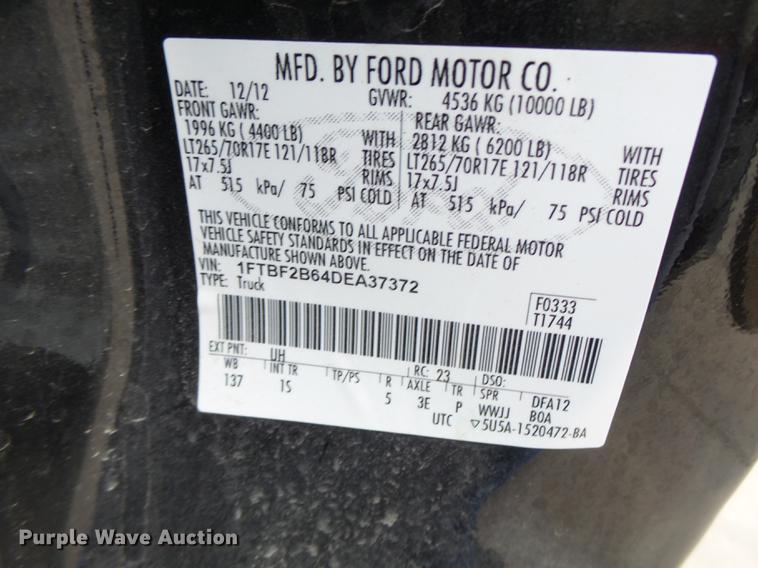 MFD. BY FORD MOTOR CO.
DATE: 12/12 GVWR: 4536 KG (10000 LB)
FRONT GAWR: REAR GAWR:
1996 KG ( 4400 LB) WITH 2812 KG ( 6200 LB) WITH
LT265/70R17E 121/118R TIRES LT265/70R17E 121/118R TIRES
17x7.5J RIMS 17x7.5J RIMS
AT 515 kPa/ 75 PSI COLD AT 515 kPa/ 75 PSI COLD
THIS VEHICLE CONFORMS TO ALL APPLICABLE FEDERAL MOTOR
VEHICLE SAFETY STANDARDS IN EFFECT ON THE DATE OF
MANUFACTURE SHOWN ABOVE.
VIN: 1FTBF2B64DEA37372
TYPE: Truck
F0333
T1744
EXT PNT: UH RC: 23 DSO:
WB INT TR TP/PS R AXLE TR SPR DFA12
137 1S 5 3E P WWJJ B0A
UTC ▽5U5A-1520472-BA
Purple Wave Auction